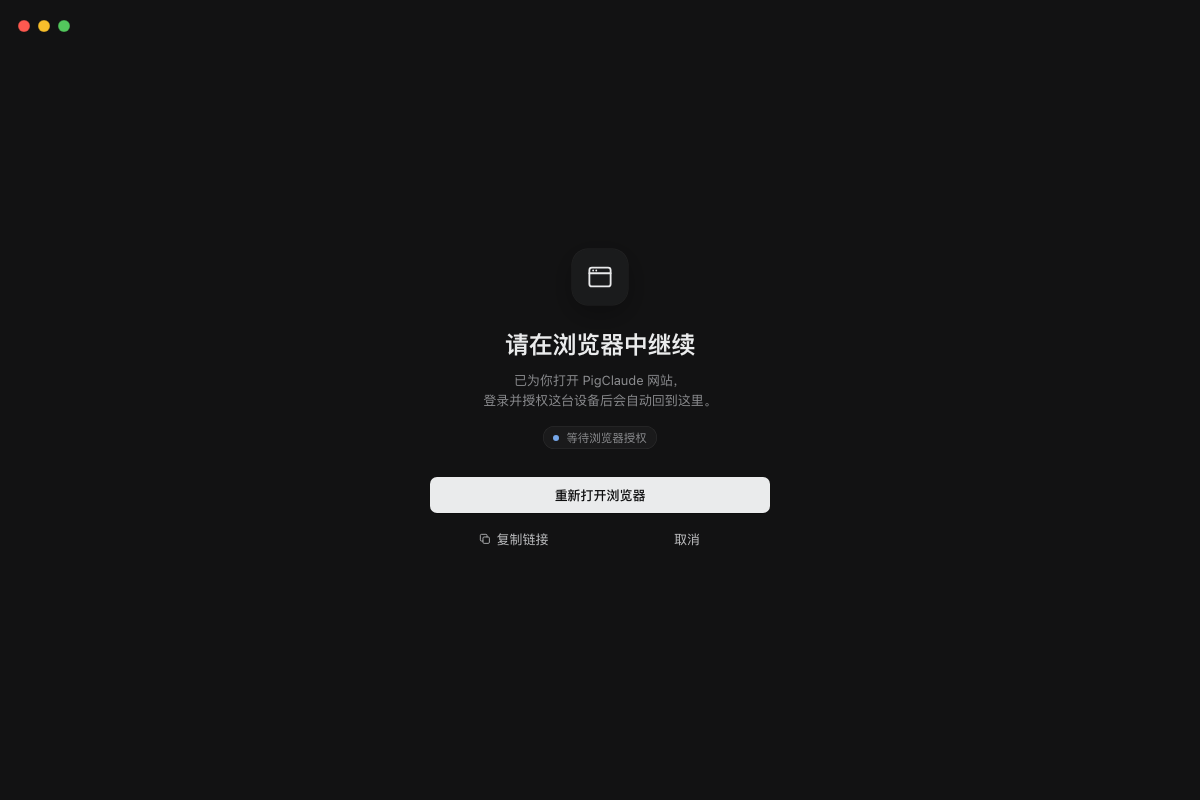 请在浏览器中继续
已为你打开 PigClaude 网站，
登录并授权这台设备后会自动回到这里。
等待浏览器授权
重新打开浏览器
复制链接
取消